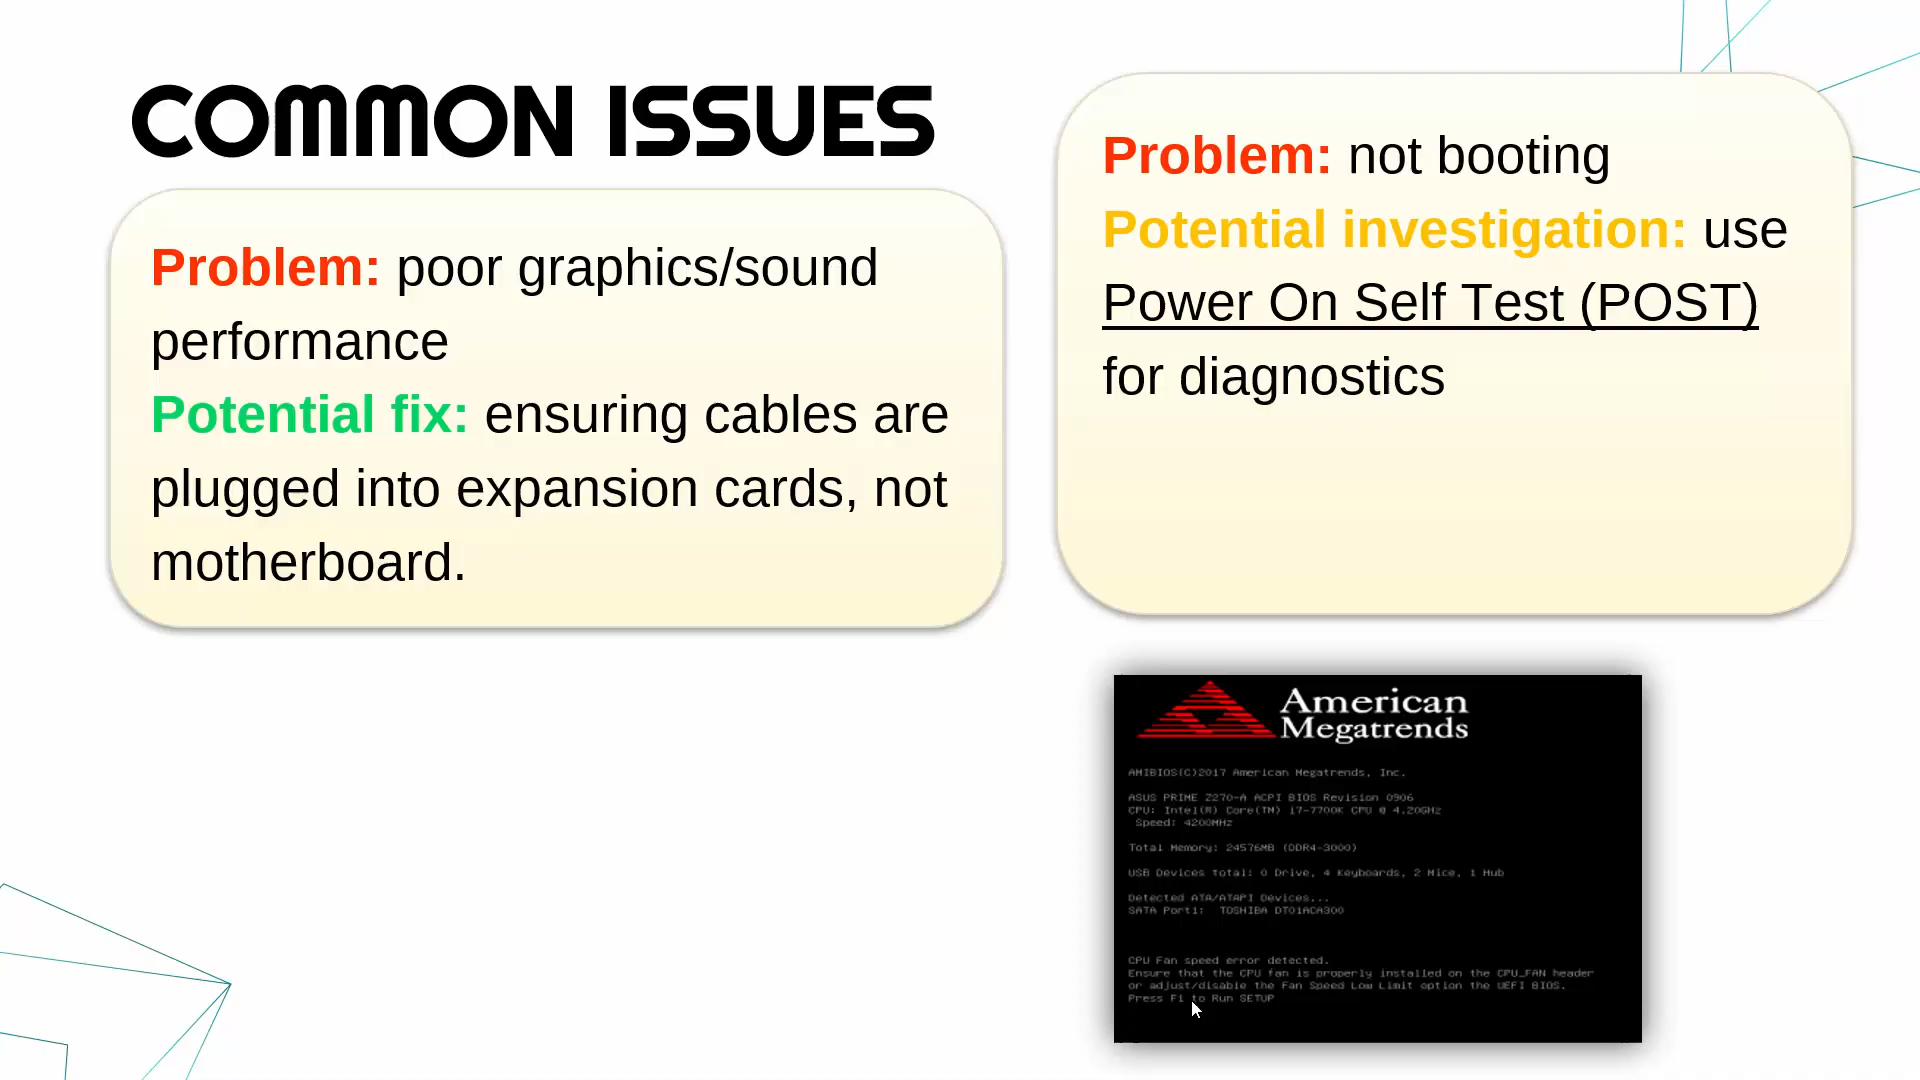 COMMON ISSUES
Problem: poor graphics/sound
performance
Potential fix: ensuring cables are
plugged into expansion cards, not
motherboard.
Problem: not booting
Potential investigation: use
Power On Self Test (POST)
for diagnostics
American
Megatrends
AMIBIOS(C)2017 American Megatrends, Inc.
ASUS PRIME Z270-A ACPI BIOS Revision 0906
CPU: Intel(R) Core(TM) i7-7700K CPU @ 4.20GHz
Speed: 4200MHz
Total Memory: 24576MB (DDR4-3000)
USB Devices total: 0 Drive, 4 Keyboards, 2 Mice, 1 Hub
Detected ATA/ATAPI Devices...
SATA Port1: TOSHIBA DT01ACA300
CPU Fan speed error detected.
Ensure that the CPU fan is properly installed on the CPU_FAN header
or adjust/disable the Fan Speed Low Limit option the UEFI BIOS.
Press F1 to Run SETUP